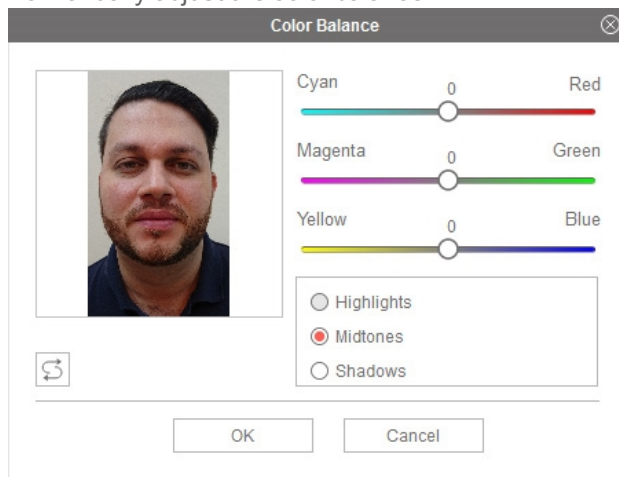 Color Balance
Cyan 0 Red
Magenta 0 Green
Yellow 0 Blue
Highlights
Midtones
Shadows
OK Cancel